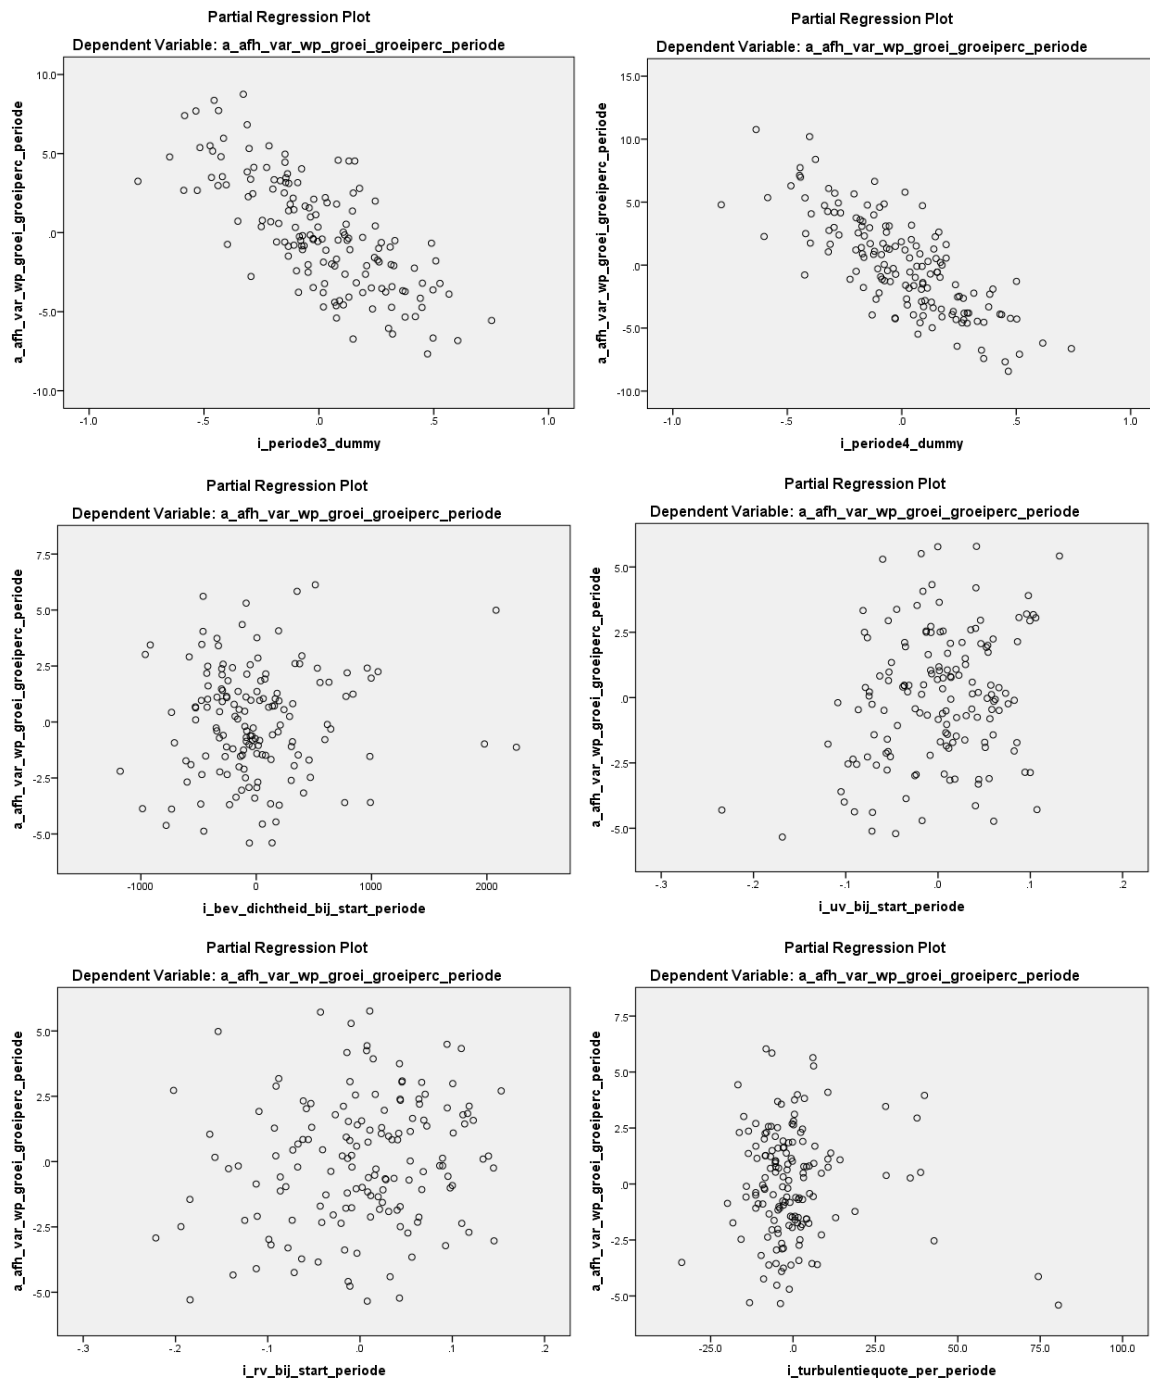 Partial Regression Plot
Dependent Variable: a_afh_var_wp_groei_groeiperc_periode
a_afh_var_wp_groei_groeiperc_periode
10.0
5.0
.0
-5.0
-10.0
-1.0 -.5 .0 .5 1.0
i_periode3_dummy
Partial Regression Plot
Dependent Variable: a_afh_var_wp_groei_groeiperc_periode
a_afh_var_wp_groei_groeiperc_periode
15.0
10.0
5.0
.0
-5.0
-10.0
-1.0 -.5 .0 .5 1.0
i_periode4_dummy
Partial Regression Plot
Dependent Variable: a_afh_var_wp_groei_groeiperc_periode
a_afh_var_wp_groei_groeiperc_periode
7.5
5.0
2.5
.0
-2.5
-5.0
-1000 0 1000 2000
i_bev_dichtheid_bij_start_periode
Partial Regression Plot
Dependent Variable: a_afh_var_wp_groei_groeiperc_periode
a_afh_var_wp_groei_groeiperc_periode
5.0
2.5
.0
-2.5
-5.0
-.3 -.2 -.1 .0 .1 .2
i_uv_bij_start_periode
Partial Regression Plot
Dependent Variable: a_afh_var_wp_groei_groeiperc_periode
a_afh_var_wp_groei_groeiperc_periode
5.0
2.5
.0
-2.5
-5.0
-.3 -.2 -.1 .0 .1 .2
i_rv_bij_start_periode
Partial Regression Plot
Dependent Variable: a_afh_var_wp_groei_groeiperc_periode
a_afh_var_wp_groei_groeiperc_periode
7.5
5.0
2.5
.0
-2.5
-5.0
-25.0 .0 25.0 50.0 75.0 100.0
i_turbulentiequote_per_periode